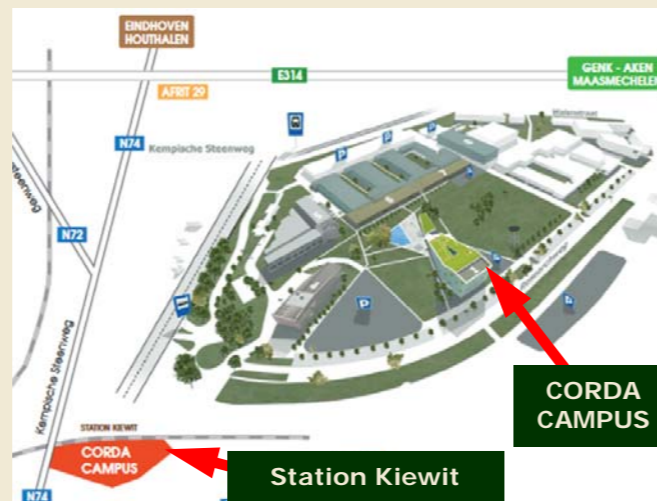 EINDHOVEN
HOUTHALEN
E314
GENK - AKEN
MAASMECHELEN
AFRIT 29
N74
Kempische Steenweg
P
P
P
N72
Kempische Steenweg
P
CORDA
CAMPUS
STATION KIEWIT
CORDA
CAMPUS
Station Kiewit
N74